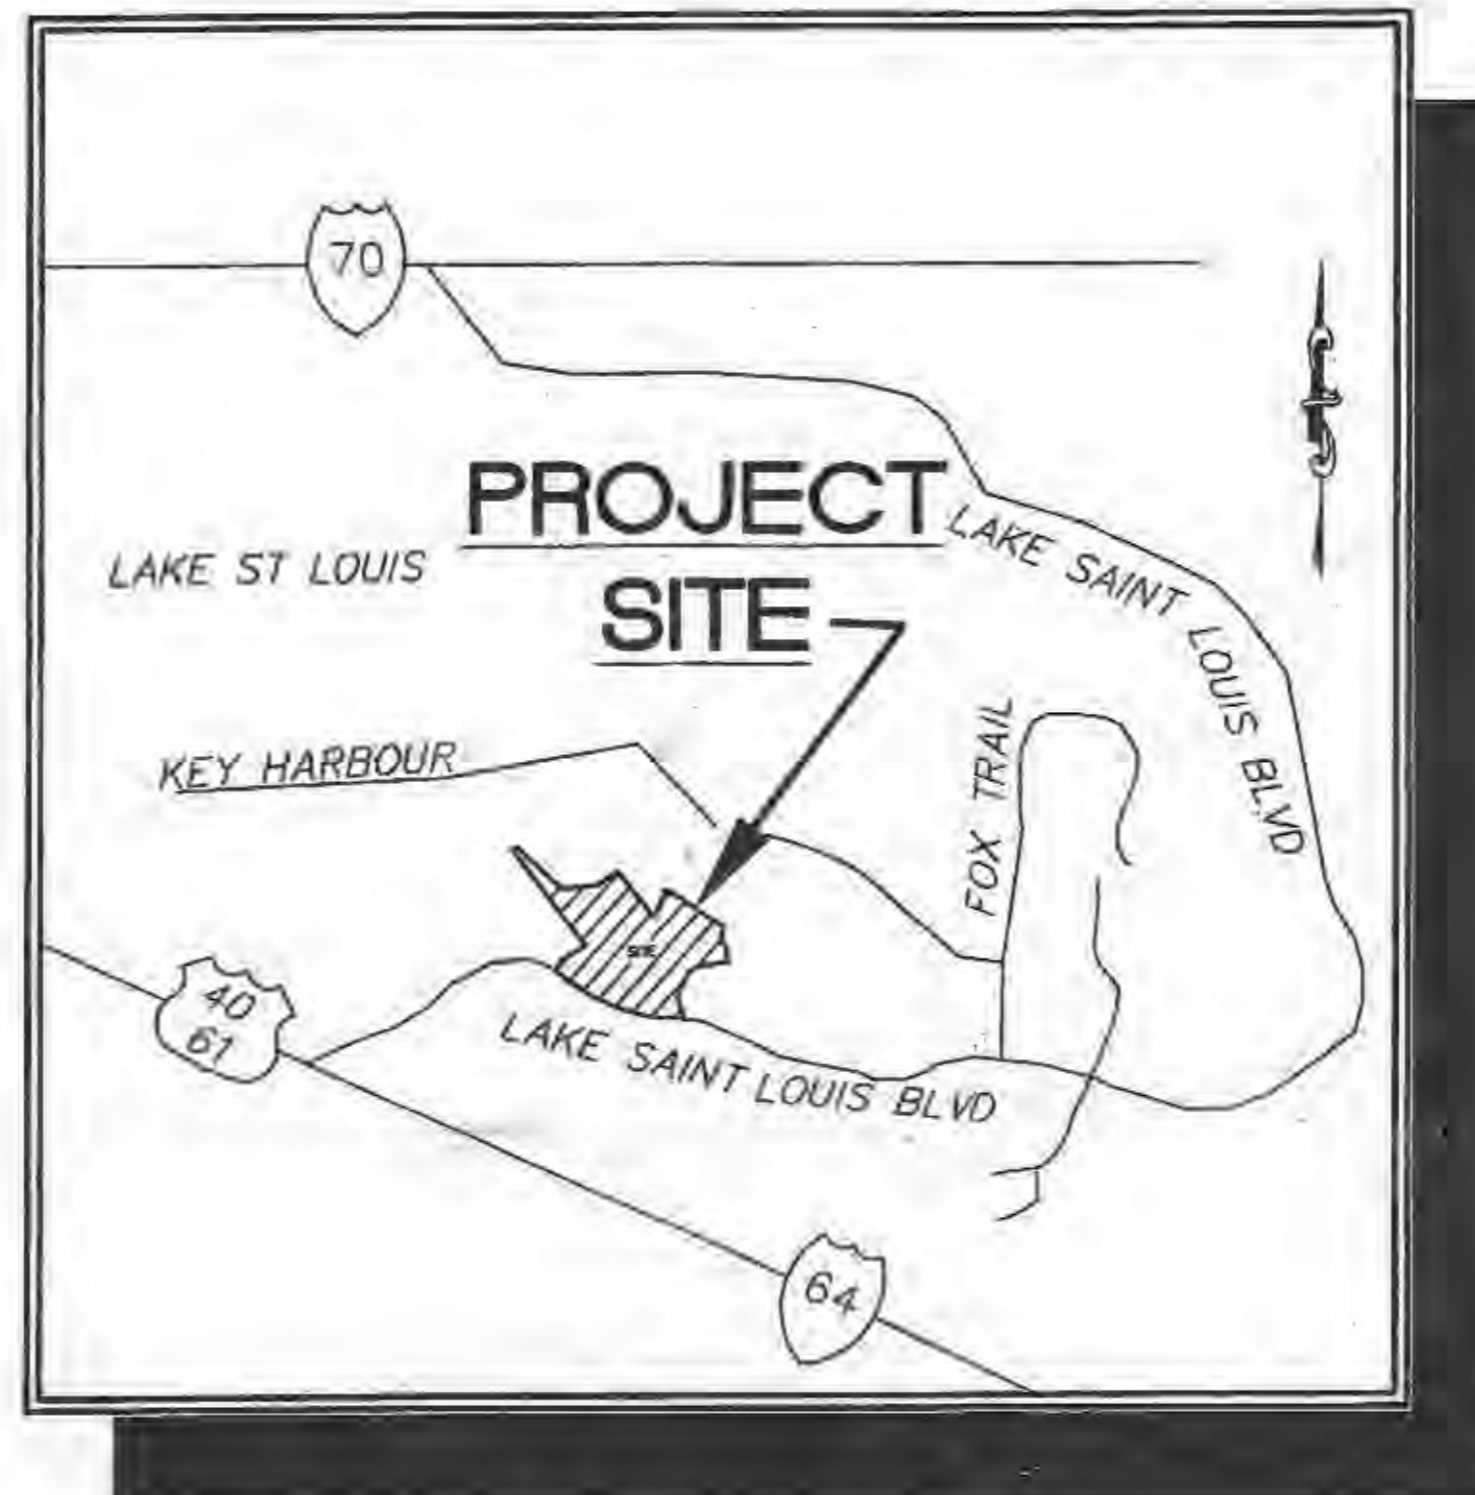 70
PROJECT
SITE
LAKE ST LOUIS
LAKE SAINT LOUIS BLVD
KEY HARBOUR
FOX TRAIL
SITE
40
61
LAKE SAINT LOUIS BLVD
64